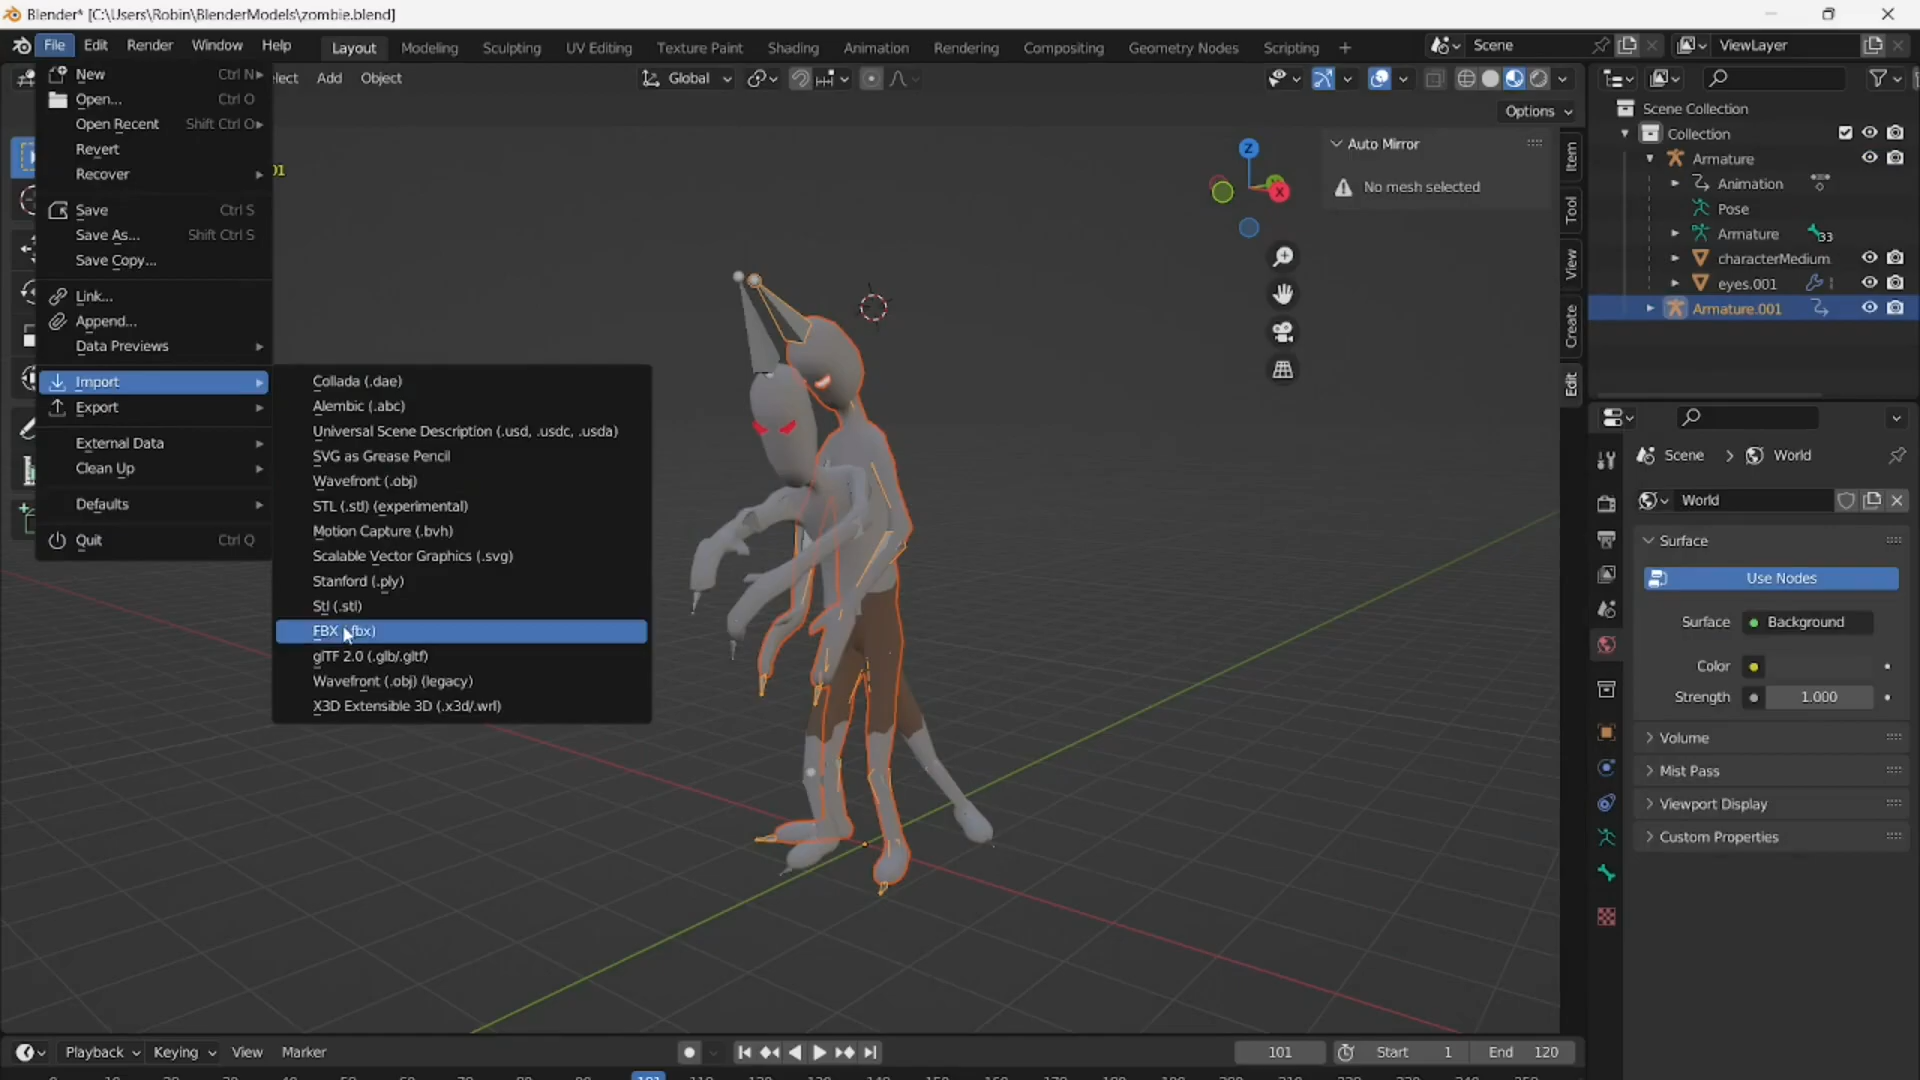 Blender* [C:\Users\Robin\BlenderModels\zombie.blend]
File Edit Render Window Help
Layout Modeling Sculpting UV Editing Texture Paint Shading Animation Rendering Compositing Geometry Nodes Scripting +
Scene
ViewLayer
New Ctrl N
Open... Ctrl O
Open Recent Shift Ctrl O
Revert
Recover
Save Ctrl S
Save As... Shift Ctrl S
Save Copy...
Link...
Append...
Data Previews
Import
Export
External Data
Clean Up
Defaults
Quit Ctrl Q
Collada (.dae)
Alembic (.abc)
Universal Scene Description (.usd, .usdc, .usda)
SVG as Grease Pencil
Wavefront (.obj)
STL (.stl) (experimental)
Motion Capture (.bvh)
Scalable Vector Graphics (.svg)
Stanford (.ply)
Stl (.stl)
FBX (.fbx)
glTF 2.0 (.glb/.gltf)
Wavefront (.obj) (legacy)
X3D Extensible 3D (.x3d/.wrl)
Add Object
Global
Options
Z
X
Auto Mirror
No mesh selected
Item
Tool
View
Create
Edit
Scene Collection
Collection
Armature
Animation
Pose
Armature 33
characterMedium
eyes.001
Armature.001
Scene > World
World
Surface
Use Nodes
Surface Background
Color
Strength 1.000
Volume
Mist Pass
Viewport Display
Custom Properties
Playback Keying View Marker
101 Start 1 End 120